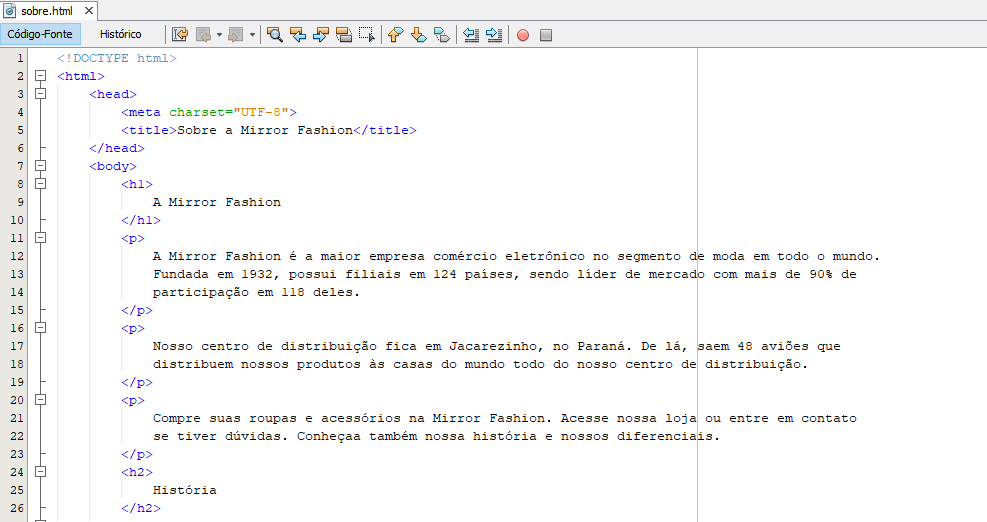 sobre.html
Código-Fonte Histórico
1 <!DOCTYPE html>
2 <html>
3 <head>
4 <meta charset="UTF-8">
5 <title>Sobre a Mirror Fashion</title>
6 </head>
7 <body>
8 <h1>
9 A Mirror Fashion
10 </h1>
11 <p>
12 A Mirror Fashion é a maior empresa comércio eletrônico no segmento de moda em todo o mundo.
13 Fundada em 1932, possui filiais em 124 países, sendo líder de mercado com mais de 90% de
14 participação em 118 deles.
15 </p>
16 <p>
17 Nosso centro de distribuição fica em Jacarezinho, no Paraná. De lá, saem 48 aviões que
18 distribuem nossos produtos às casas do mundo todo do nosso centro de distribuição.
19 </p>
20 <p>
21 Compre suas roupas e acessórios na Mirror Fashion. Acesse nossa loja ou entre em contato
22 se tiver dúvidas. Conheçaa também nossa história e nossos diferenciais.
23 </p>
24 <h2>
25 História
26 </h2>